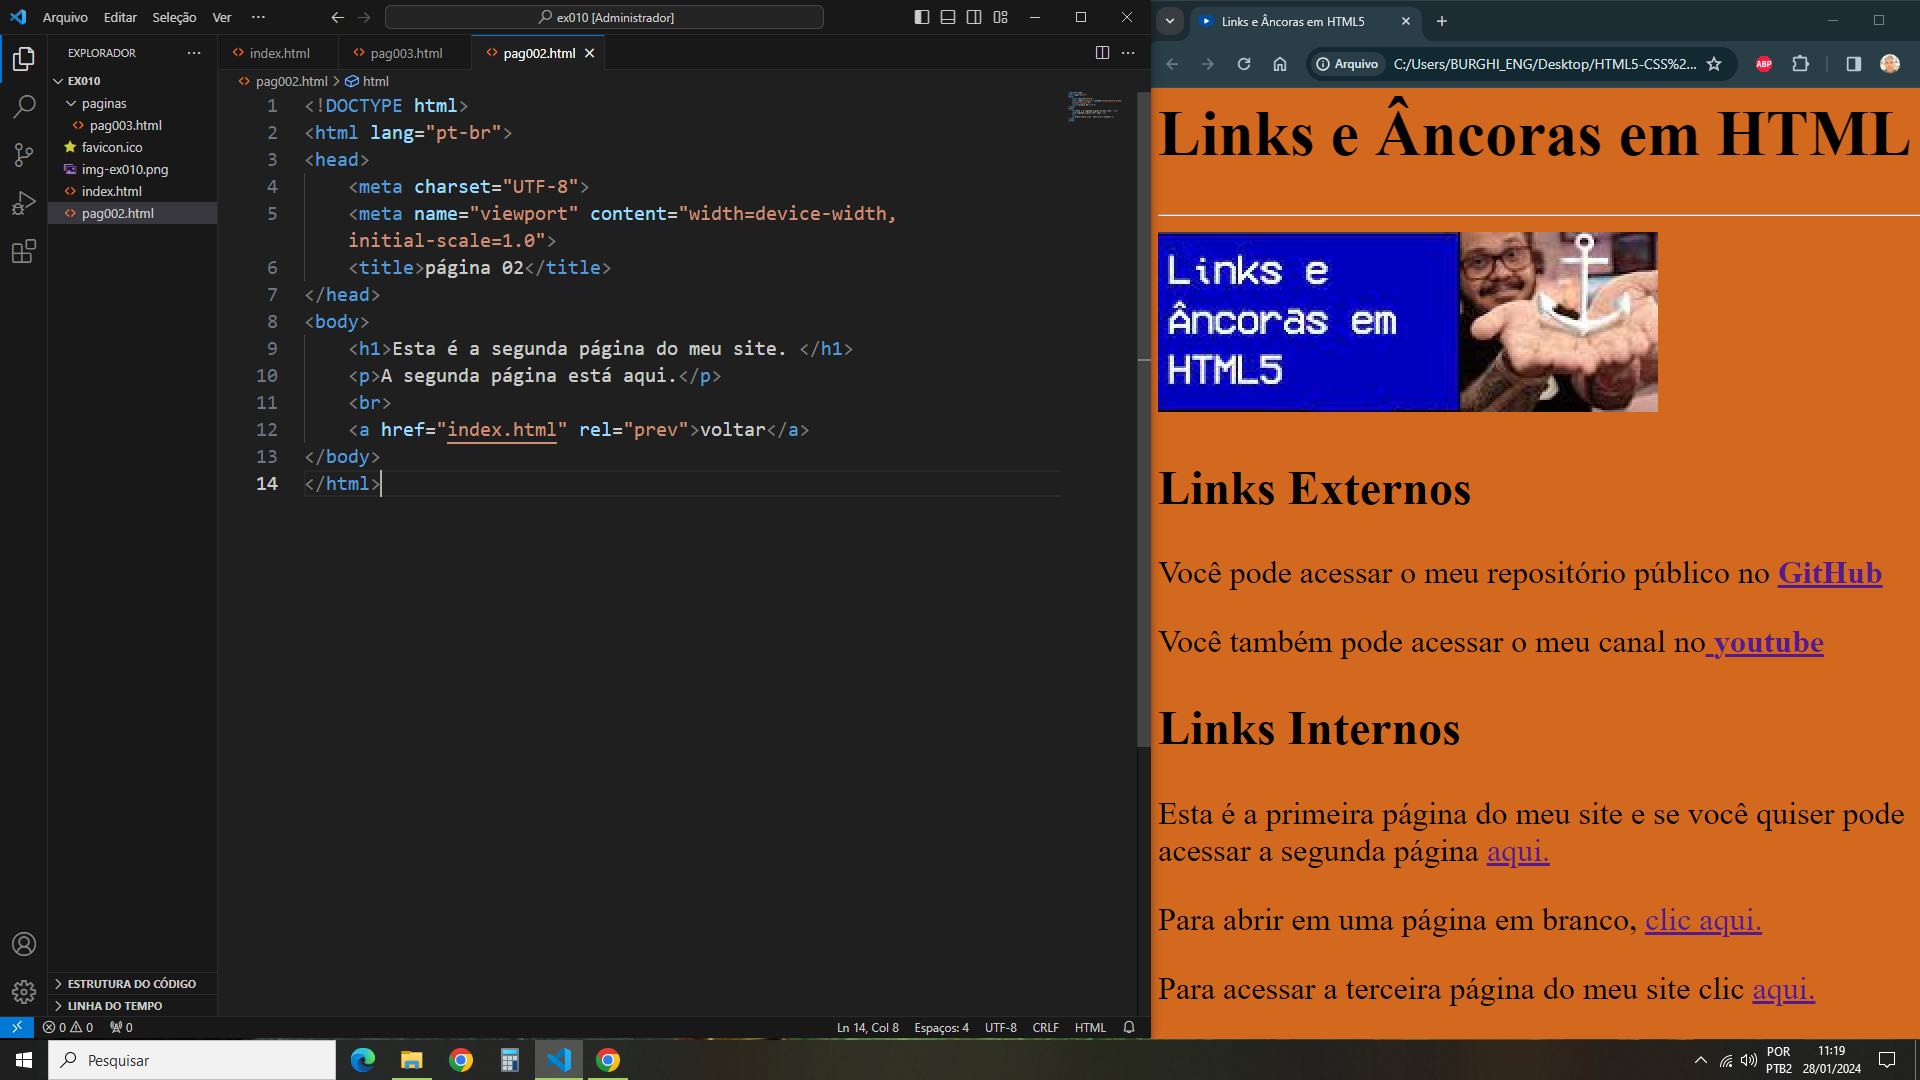 Arquivo Editar Seleção Ver ···
ex010 [Administrador]
EXPLORADOR ···
EX010
paginas
pag003.html
favicon.ico
img-ex010.png
index.html
pag002.html
ESTRUTURA DO CÓDIGO
LINHA DO TEMPO
index.html pag003.html pag002.html
pag002.html > html
1 <!DOCTYPE html>
2 <html lang="pt-br">
3 <head>
4 <meta charset="UTF-8">
5 <meta name="viewport" content="width=device-width,
initial-scale=1.0">
6 <title>página 02</title>
7 </head>
8 <body>
9 <h1>Esta é a segunda página do meu site. </h1>
10 <p>A segunda página está aqui.</p>
11 <br>
12 <a href="index.html" rel="prev">voltar</a>
13 </body>
14 </html>
0 0 0
Ln 14, Col 8 Espaços: 4 UTF-8 CRLF HTML
Links e Âncoras em HTML5
Arquivo C:/Users/BURGHI_ENG/Desktop/HTML5-CSS%2...
ABP
Links e Âncoras em HTML
Links e
Âncoras em
HTML5
Links Externos
Você pode acessar o meu repositório público no GitHub
Você também pode acessar o meu canal no youtube
Links Internos
Esta é a primeira página do meu site e se você quiser pode
acessar a segunda página aqui.
Para abrir em uma página em branco, clic aqui.
Para acessar a terceira página do meu site clic aqui.
Pesquisar
POR
PTB2
11:19
28/01/2024